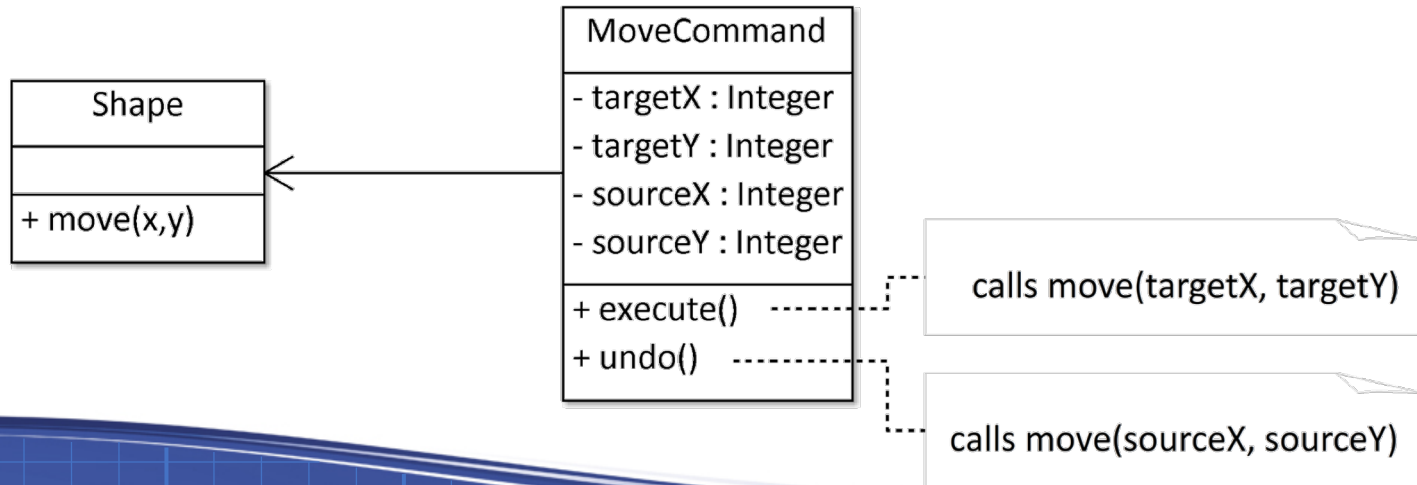 Shape
+ move(x,y)
MoveCommand
- targetX : Integer
- targetY : Integer
- sourceX : Integer
- sourceY : Integer
+ execute()
+ undo()
calls move(targetX, targetY)
calls move(sourceX, sourceY)